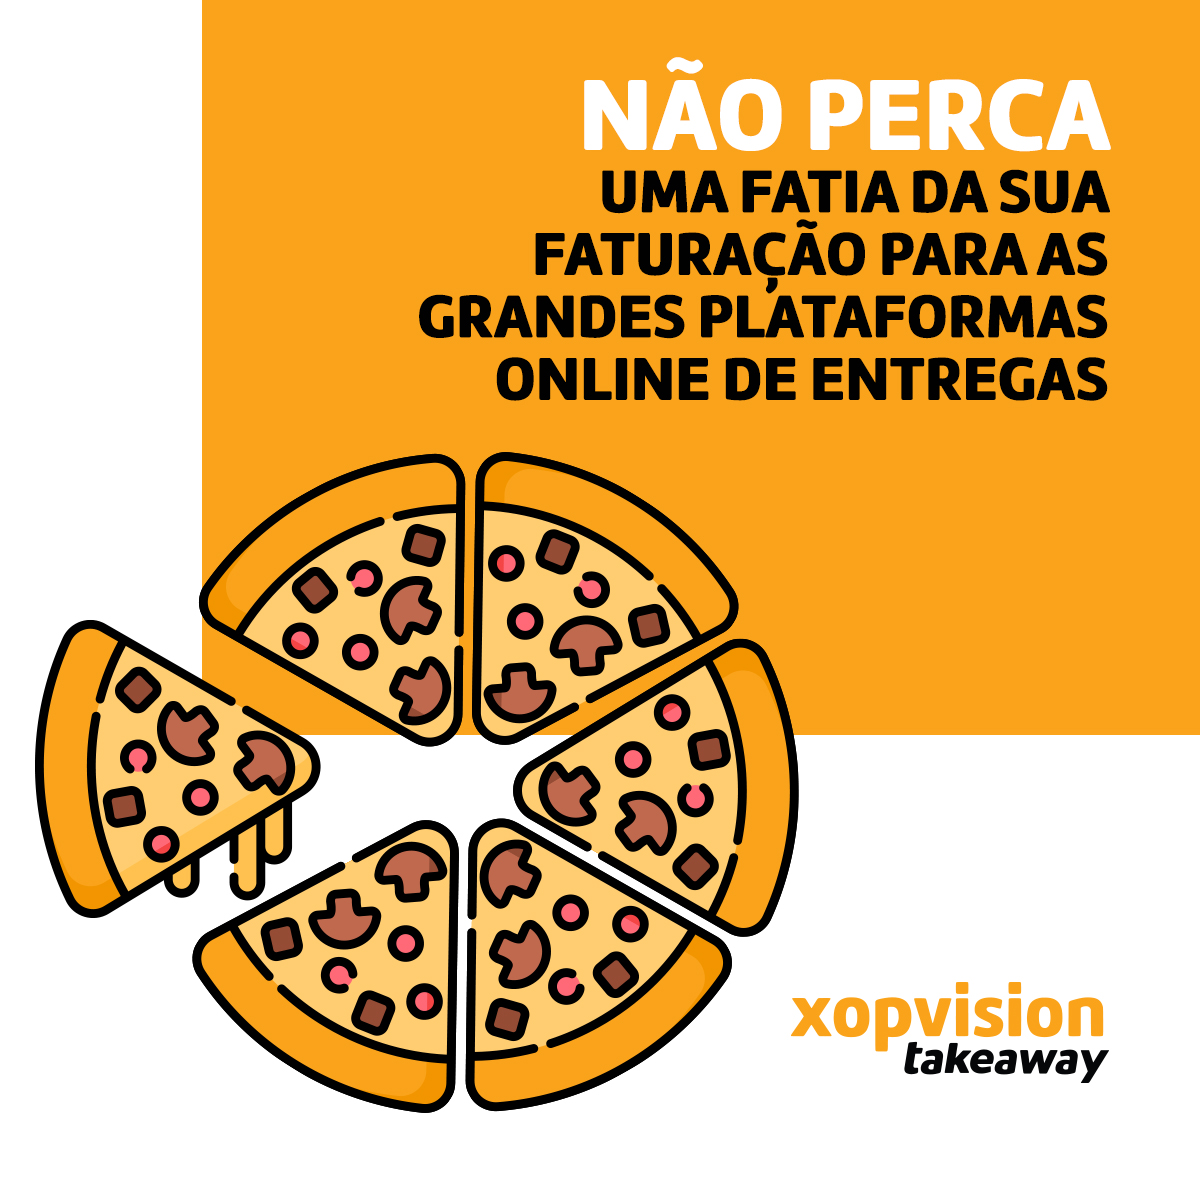 NÃO PERCA
UMA FATIA DA SUA
FATURAÇÃO PARA AS
GRANDES PLATAFORMAS
ONLINE DE ENTREGAS
xopvision
takeaway